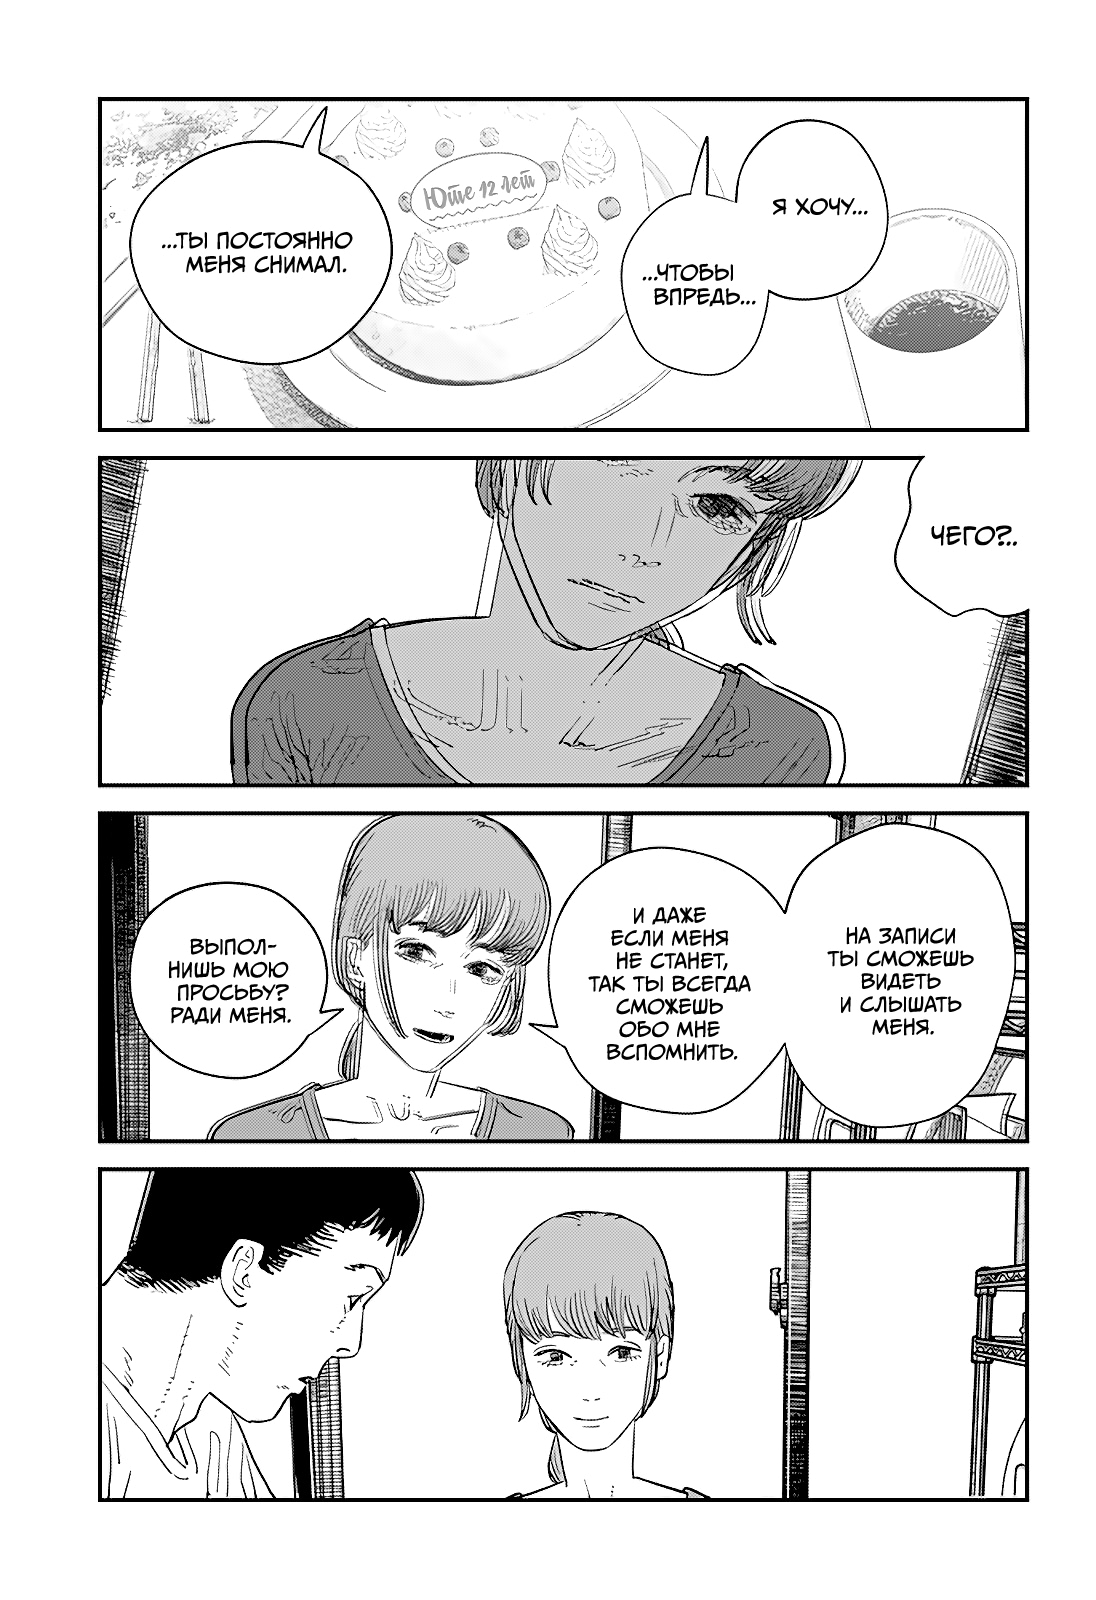 Я ХОЧУ...
...ЧТОБЫ
ВПРЕДЬ...
...ТЫ ПОСТОЯННО
МЕНЯ СНИМАЛ.
Юте 12 лет
ЧЕГО?..
НА ЗАПИСИ
ТЫ СМОЖЕШЬ
ВИДЕТЬ
И СЛЫШАТЬ
МЕНЯ.
И ДАЖЕ
ЕСЛИ МЕНЯ
НЕ СТАНЕТ,
ТАК ТЫ ВСЕГДА
СМОЖЕШЬ
ОБО МНЕ
ВСПОМНИТЬ.
ВЫПОЛ-
НИШЬ МОЮ
ПРОСЬБУ?
РАДИ МЕНЯ.